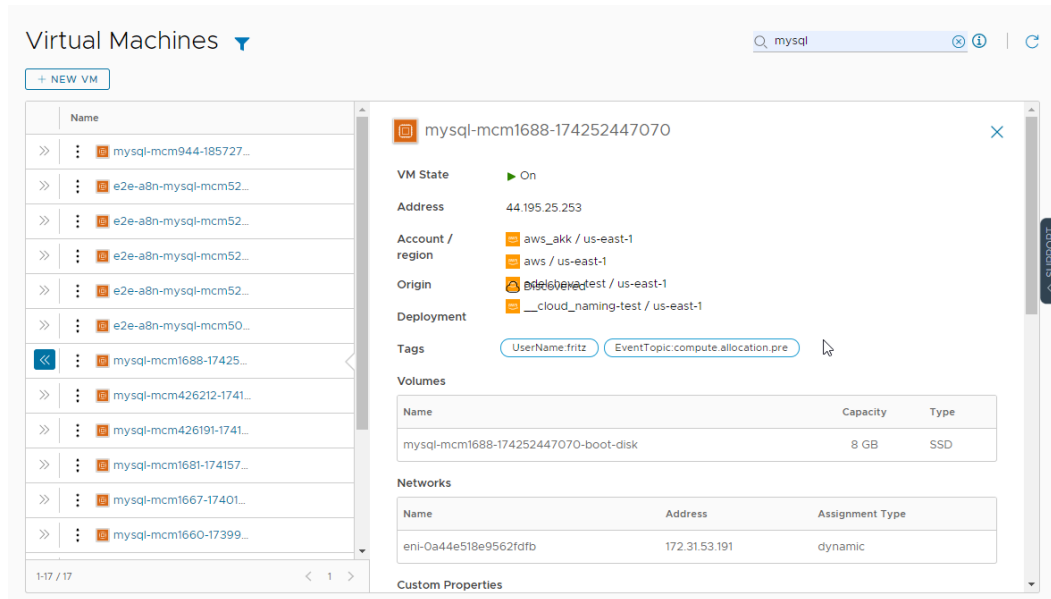 Virtual Machines
mysql
+ NEW VM
Name
mysql-mcm944-185727...
e2e-a8n-mysql-mcm52...
e2e-a8n-mysql-mcm52...
e2e-a8n-mysql-mcm52...
e2e-a8n-mysql-mcm52...
e2e-a8n-mysql-mcm50...
mysql-mcm1688-17425...
mysql-mcm426212-1741...
mysql-mcm426191-1741...
mysql-mcm1681-174157...
mysql-mcm1667-17401...
mysql-mcm1660-17399...
1-17 / 17
1
mysql-mcm1688-174252447070
VM State On
Address 44.195.25.253
Account / region
aws_akk / us-east-1
aws / us-east-1
Origin Discovered
test / us-east-1
__cloud_naming-test / us-east-1
Deployment
Tags UserName:fritz EventTopic:compute.allocation.pre
Volumes
Name Capacity Type
mysql-mcm1688-174252447070-boot-disk 8 GB SSD
Networks
Name Address Assignment Type
eni-0a44e518e9562fdfb 172.31.53.191 dynamic
Custom Properties
SUPPORT